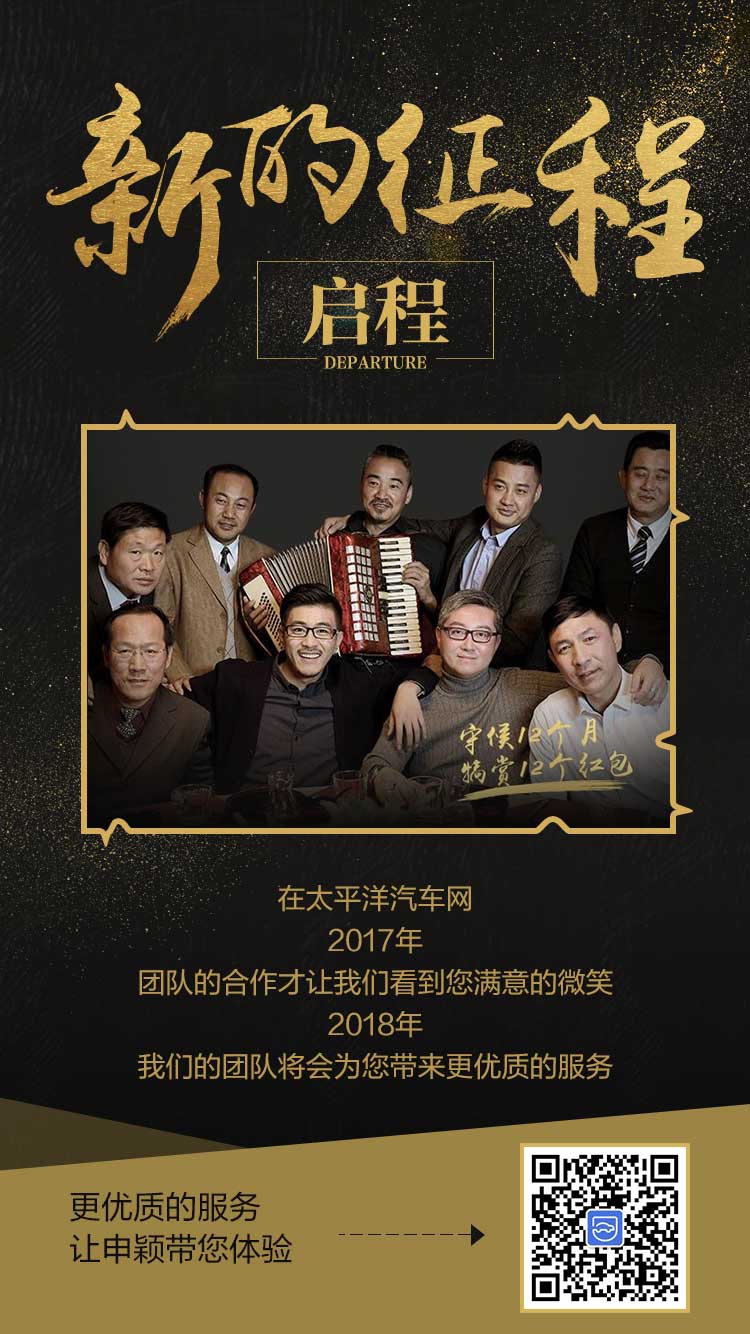 新的征程
启程
DEPARTURE
守侯12个月
犒赏12个红包
在太平洋汽车网
2017年
团队的合作才让我们看到您满意的微笑
2018年
我们的团队将会为您带来更优质的服务
更优质的服务
让申颖带您体验